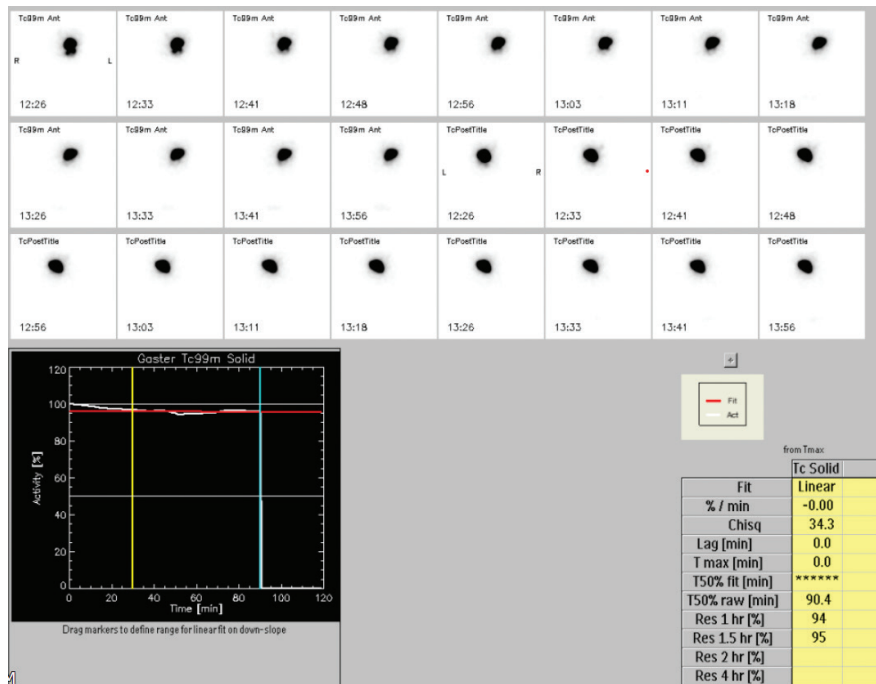 Tc99m Ant Tc99m Ant Tc99m Ant Tc99m Ant Tc99m Ant Tc99m Ant Tc99m Ant Tc99m Ant
R L
12:26 12:33 12:41 12:48 12:56 13:03 13:11 13:18
Tc99m Ant Tc99m Ant Tc99m Ant Tc99m Ant TcPostTitle TcPostTitle TcPostTitle TcPostTitle
L R
13:26 13:33 13:41 13:56 12:26 12:33 12:41 12:48
TcPostTitle TcPostTitle TcPostTitle TcPostTitle TcPostTitle TcPostTitle TcPostTitle TcPostTitle
12:56 13:03 13:11 13:18 13:26 13:33 13:41 13:56
Gaster Tc99m Solid
120
100
80
60
40
20
0
Activity [%]
0 20 40 60 80 100 120
Time [min]
Drag markers to define range for linear fit on down-slope
+
Fit
Act
from Tmax
Tc Solid
Fit Linear
% / min -0.00
Chisq 34.3
Lag [min] 0.0
T max [min] 0.0
T50% fit [min] ******
T50% raw [min] 90.4
Res 1 hr [%] 94
Res 1.5 hr [%] 95
Res 2 hr [%]
Res 4 hr [%]